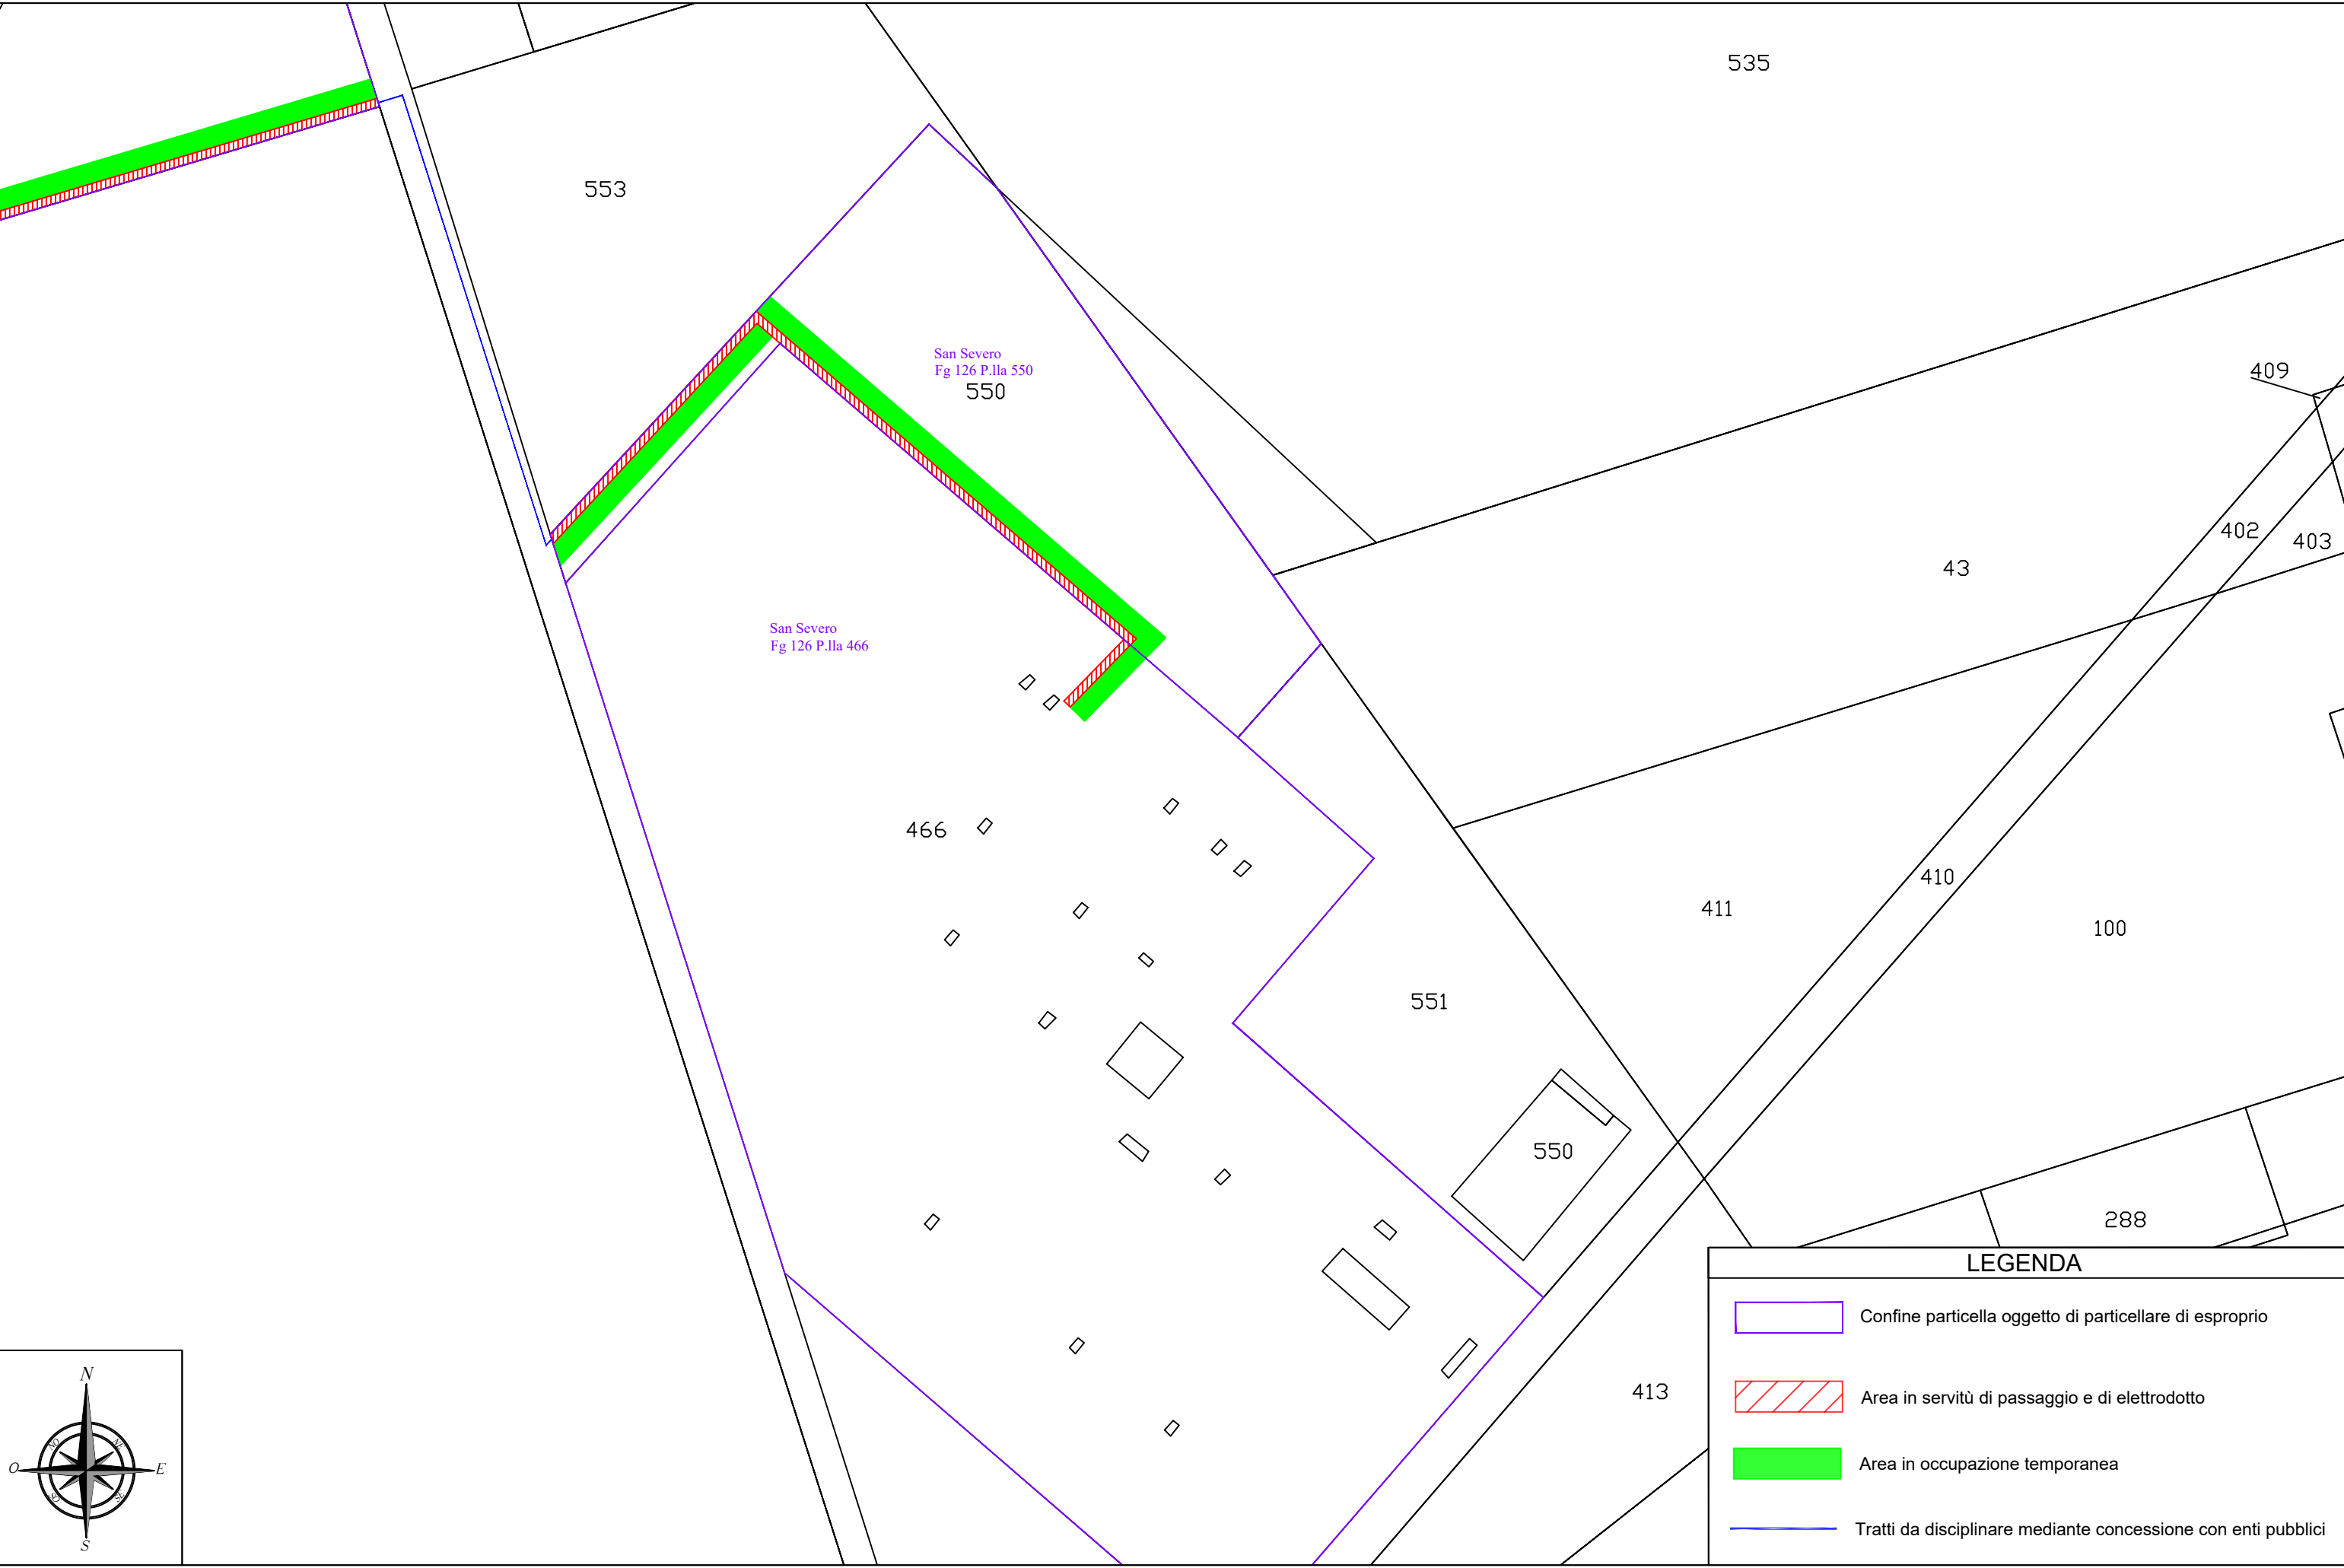 535
553
San Severo
Fg 126 P.lla 550
550
409
402
403
43
San Severo
Fg 126 P.lla 466
466
410
411
100
551
550
288
413
LEGENDA
Confine particella oggetto di particellare di esproprio
Area in servitù di passaggio e di elettrodotto
Area in occupazione temporanea
Tratti da disciplinare mediante concessione con enti pubblici
N
O
E
S